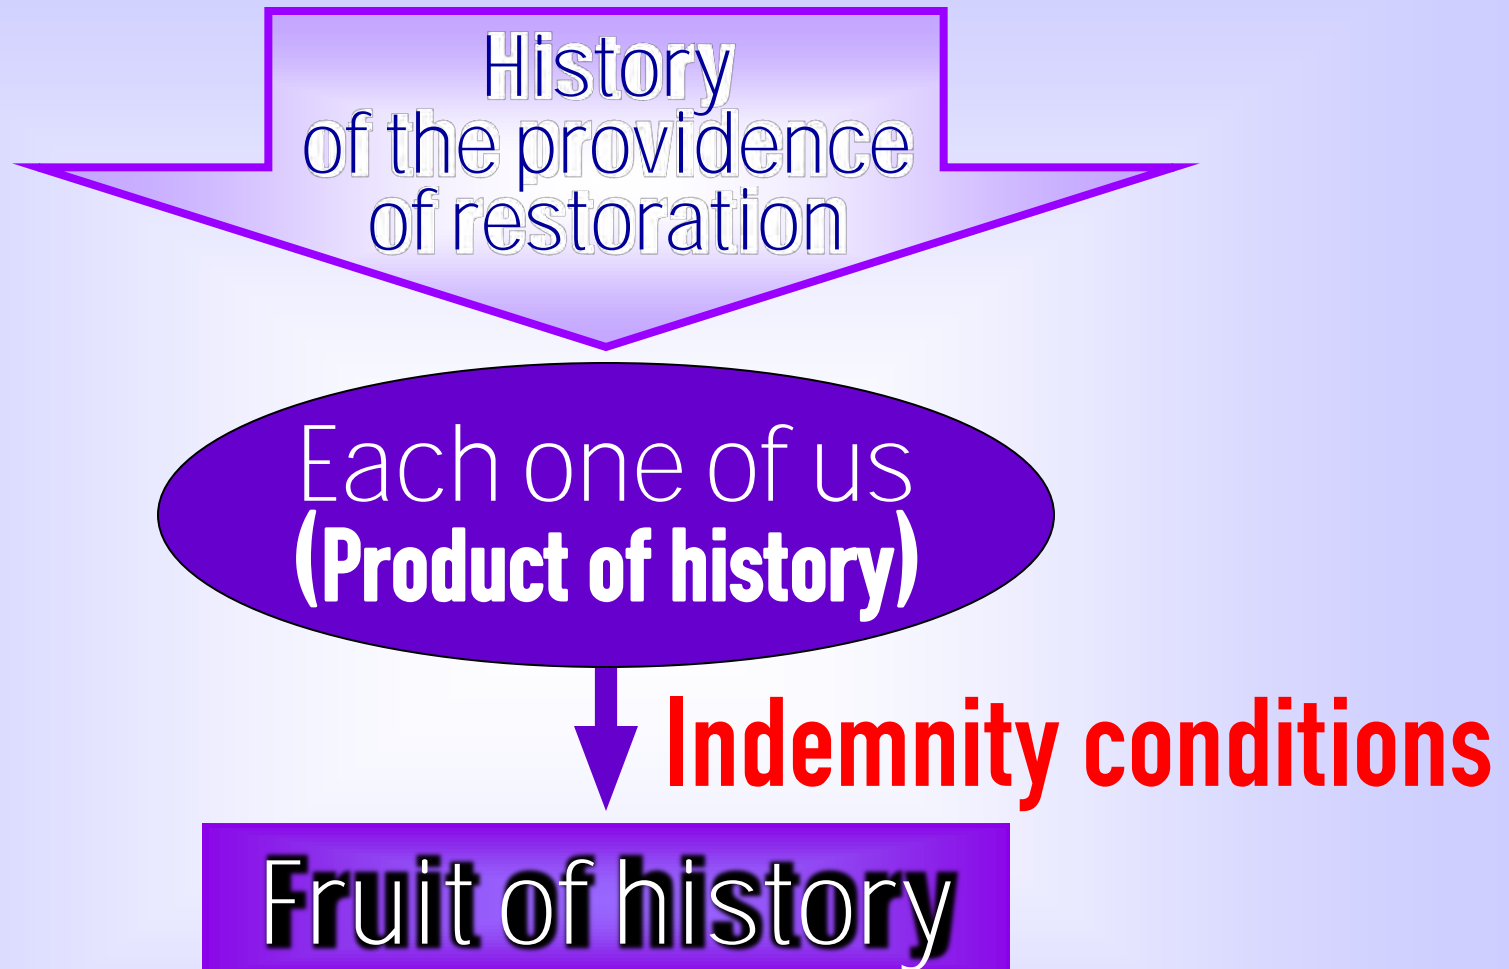 History
of the providence
of restoration
Each one of us
(Product of history)
Indemnity conditions
Fruit of history